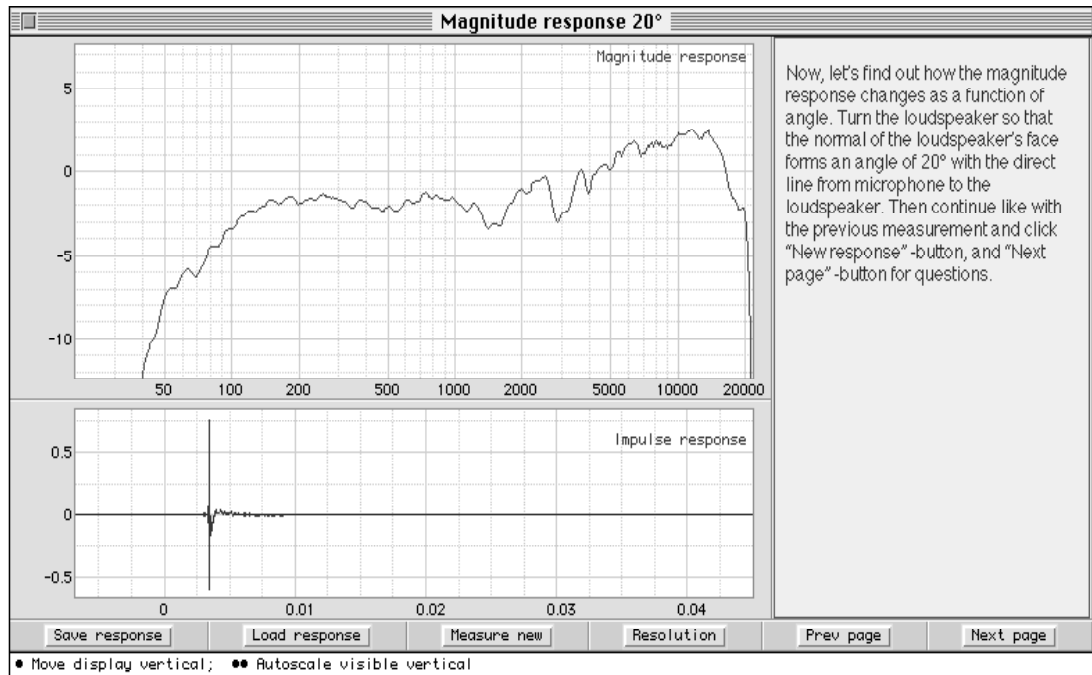 Magnitude response 20°
Magnitude response
5
0
-5
-10
50 100 200 500 1000 2000 5000 10000 20000
Impulse response
0.5
0
-0.5
0 0.01 0.02 0.03 0.04
Now, let's find out how the magnitude
response changes as a function of
angle. Turn the loudspeaker so that
the normal of the loudspeaker's face
forms an angle of 20° with the direct
line from microphone to the
loudspeaker. Then continue like with
the previous measurement and click
“New response” -button, and “Next
page” -button for questions.
Save response Load response Measure new Resolution Prev page Next page
• Move display vertical; •• Autoscale visible vertical